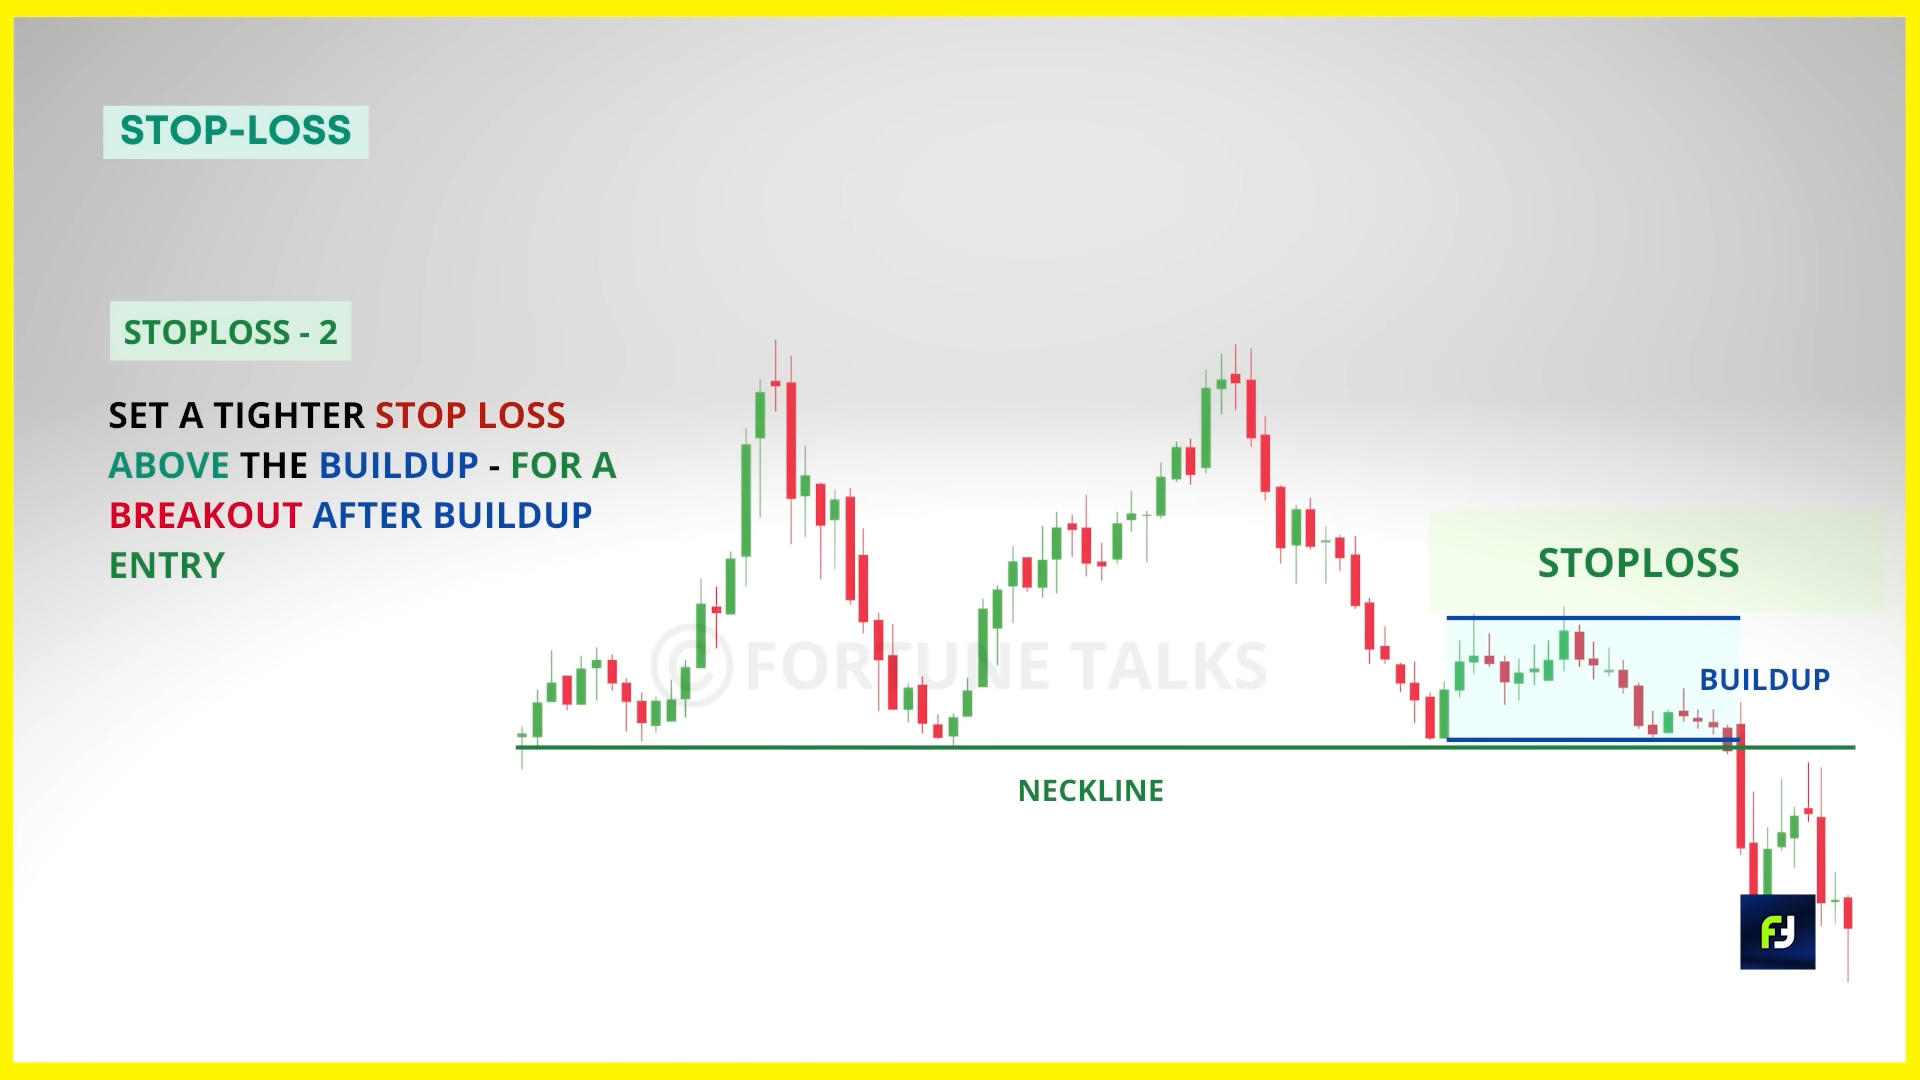 STOP-LOSS
STOPLOSS - 2
SET A TIGHTER STOP LOSS
ABOVE THE BUILDUP - FOR A
BREAKOUT AFTER BUILDUP
ENTRY
STOPLOSS
BUILDUP
© FORTUNE TALKS
NECKLINE